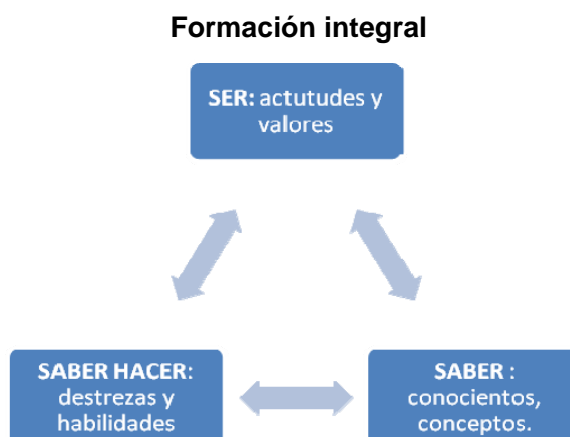 Formación integral
SER: actutudes y
valores
SABER HACER:
destrezas y
habilidades
SABER :
conocientos,
conceptos.